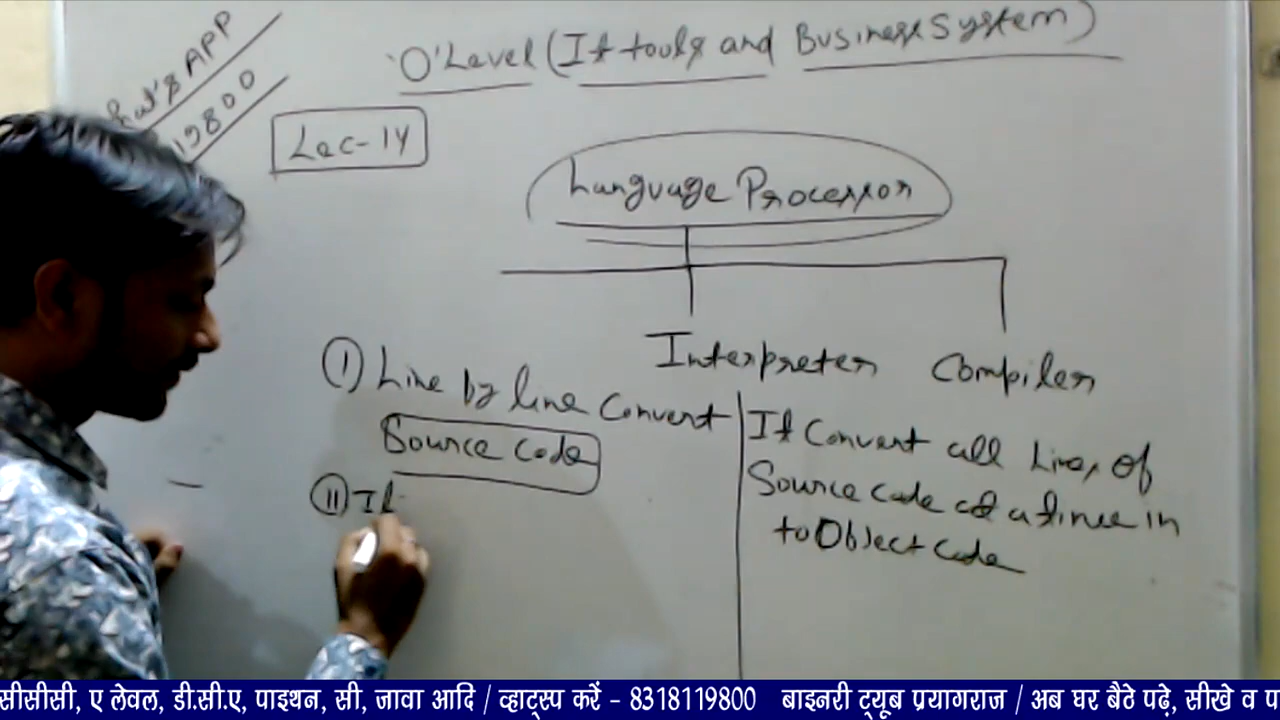 O'Level (It tools and Business System)
at's APP
19800
Lec-14
Language Processor
Interpreter Compiler
I Line by line Convert
Source code
It Convert all Lines of
Source code at a time in
to Object code
II It
सीसीसी, ए लेवल, डी.सी.ए, पाइथन, सी, जावा आदि / व्हाट्स्प करें - 8318119800 बाइनरी ट्यूब प्रयागराज / अब घर बैठे पढ़े, सीखे व प